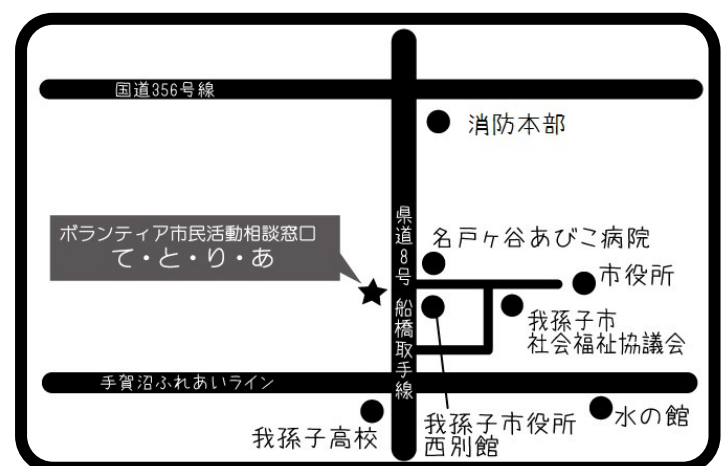 国道356号線
消防本部
県道8号 船橋取手線
ボランティア市民活動相談窓口
て・と・り・あ
名戸ヶ谷あびこ病院
市役所
我孫子市
社会福祉協議会
手賀沼ふれあいライン
我孫子高校
我孫子市役所
西別館
水の館